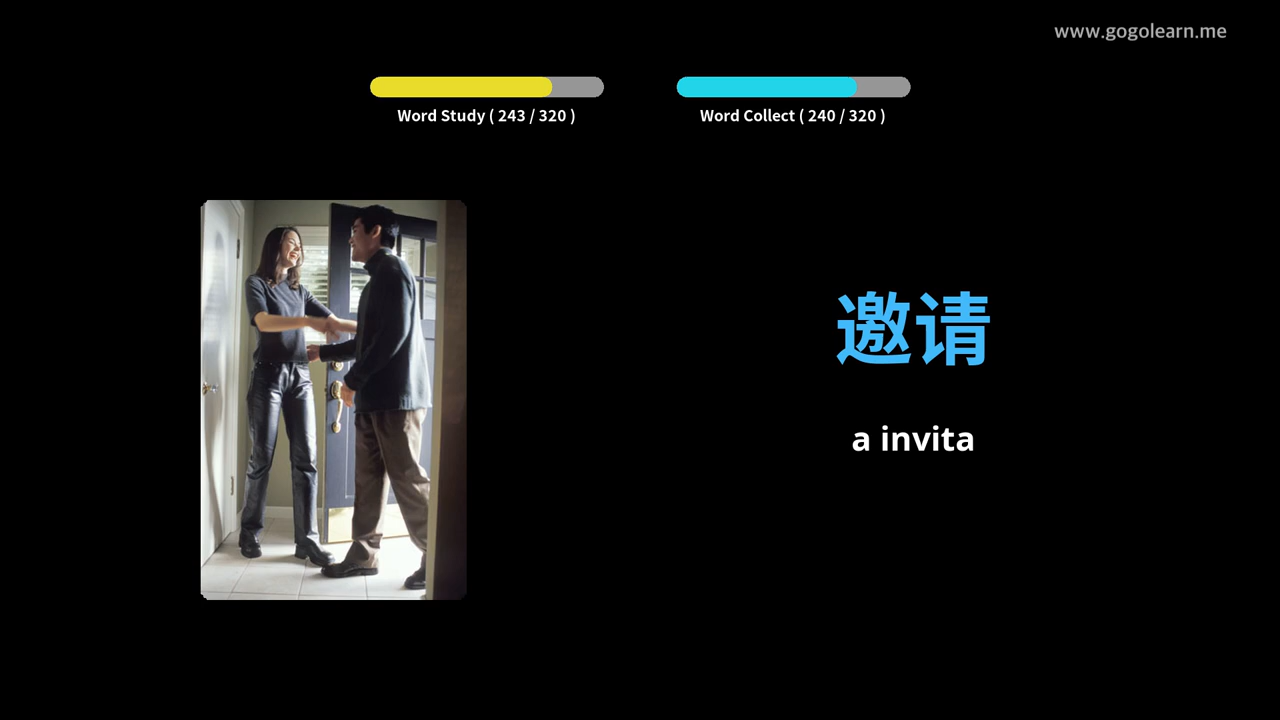 www.gogolearn.me
Word Study ( 243 / 320 )
Word Collect ( 240 / 320 )
邀请
a invita